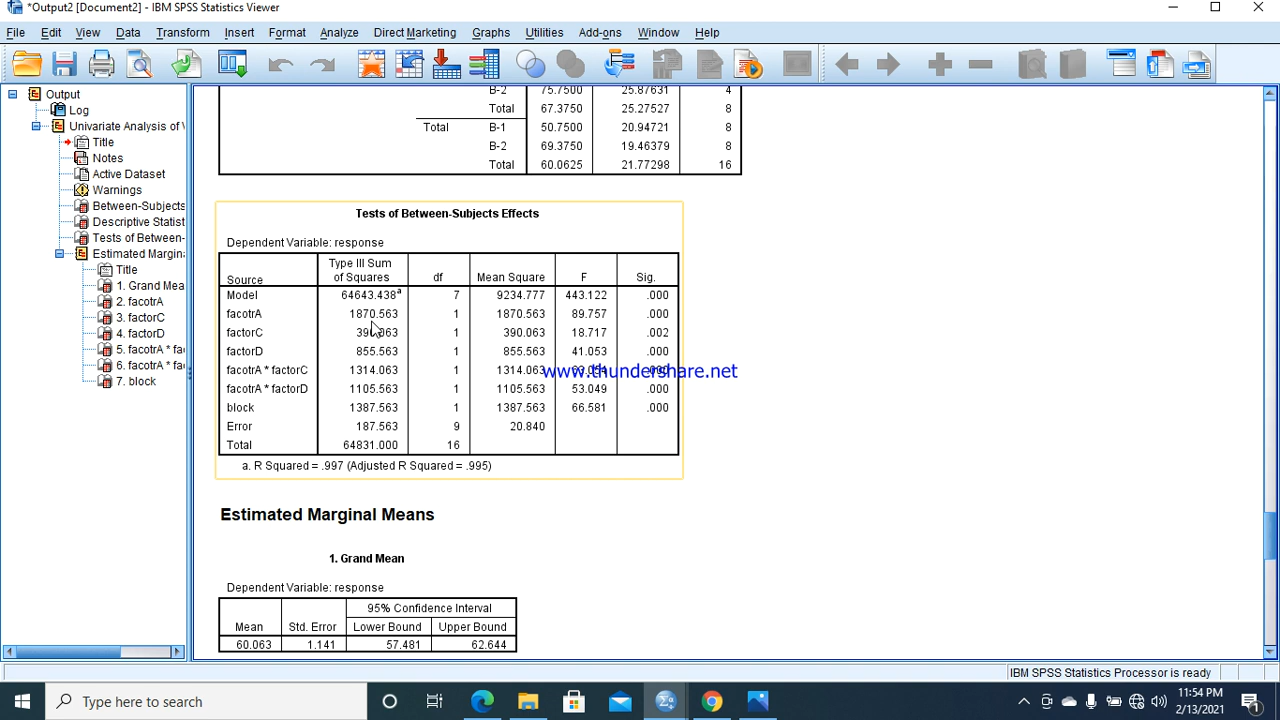 *Output2 [Document2] - IBM SPSS Statistics Viewer
File Edit View Data Transform Insert Format Analyze Direct Marketing Graphs Utilities Add-ons Window Help
Output
Log
Univariate Analysis of V
Title
Notes
Active Dataset
Warnings
Between-Subjects
Descriptive Statist
Tests of Between-
Estimated Margina
Title
1. Grand Mea
2. facotrA
3. factorC
4. factorD
5. facotrA * fa
6. facotrA * fa
7. block
B-2 75.7500 25.87631 4
Total 67.3750 25.27527 8
Total B-1 50.7500 20.94721 8
B-2 69.3750 19.46379 8
Total 60.0625 21.77298 16
Tests of Between-Subjects Effects
Dependent Variable: response
Source Type III Sum of Squares df Mean Square F Sig.
Model 64643.438a 7 9234.777 443.122 .000
facotrA 1870.563 1 1870.563 89.757 .000
factorC 390.063 1 390.063 18.717 .002
factorD 855.563 1 855.563 41.053 .000
facotrA * factorC 1314.063 1 1314.063
facotrA * factorD 1105.563 1 1105.563 53.049 .000
block 1387.563 1 1387.563 66.581 .000
Error 187.563 9 20.840
Total 64831.000 16
a. R Squared = .997 (Adjusted R Squared = .995)
www.thundershare.net
Estimated Marginal Means
1. Grand Mean
Dependent Variable: response
Mean Std. Error 95% Confidence Interval
Lower Bound Upper Bound
60.063 1.141 57.481 62.644
IBM SPSS Statistics Processor is ready
Type here to search
11:54 PM
2/13/2021